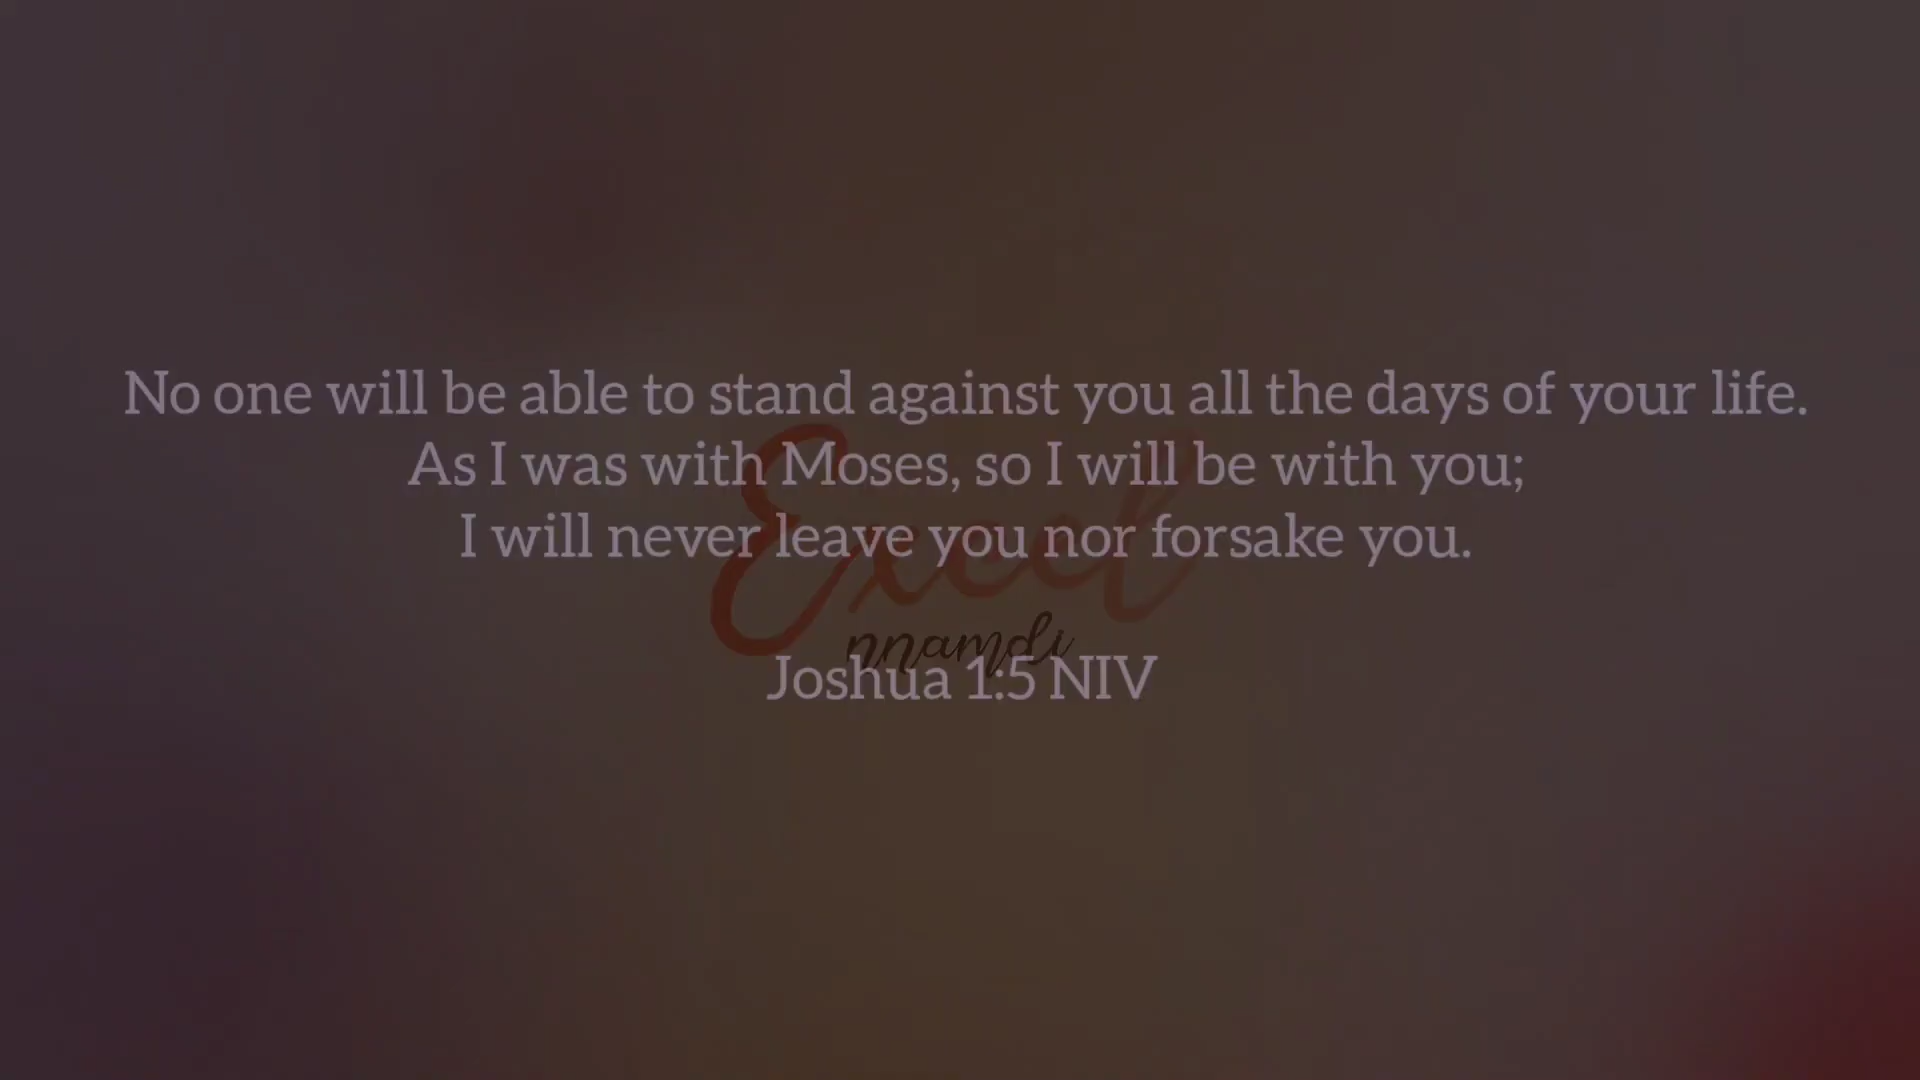 No one will be able to stand against you all the days of your life.
As I was with Moses, so I will be with you;
I will never leave you nor forsake you.
Excel
nnamdi
Joshua 1:5 NIV